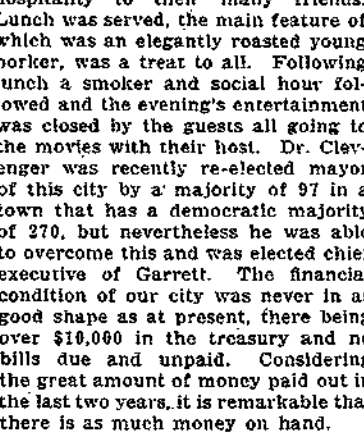 hospitality to their many friends.
Lunch was served, the main feature of
which was an elegantly roasted young
porker, was a treat to all. Following
lunch a smoker and social hour fol-
lowed and the evening's entertainment
was closed by the guests all going to
the movies with their host. Dr. Clev-
enger was recently re-elected mayor
of this city by a majority of 97 in a
town that has a democratic majority
of 270, but nevertheless he was able
to overcome this and was elected chief
executive of Garrett. The financial
condition of our city was never in as
good shape as at present, there being
over $10,000 in the treasury and no
bills due and unpaid. Considering
the great amount of money paid out in
the last two years, it is remarkable that
there is as much money on hand.